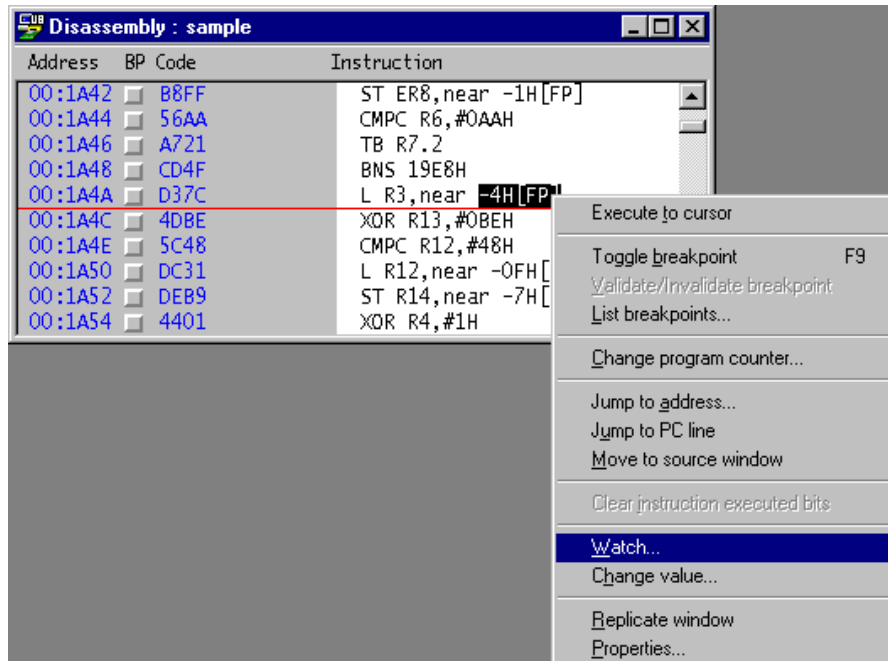 Disassembly : sample
Address BP Code Instruction
00:1A42 B8FF ST ER8,near -1H[FP]
00:1A44 56AA CMPC R6,#0AAH
00:1A46 A721 TB R7.2
00:1A48 CD4F BNS 19E8H
00:1A4A D37C L R3,near -4H[FP]
00:1A4C 4DBE XOR R13,#0BEH
00:1A4E 5C48 CMPC R12,#48H
00:1A50 DC31 L R12,near -0FH[
00:1A52 DEB9 ST R14,near -7H[
00:1A54 4401 XOR R4,#1H
Execute to cursor
Toggle breakpoint F9
Validate/Invalidate breakpoint
List breakpoints...
Change program counter...
Jump to address...
Jump to PC line
Move to source window
Clear instruction executed bits
Watch...
Change value...
Replicate window
Properties...